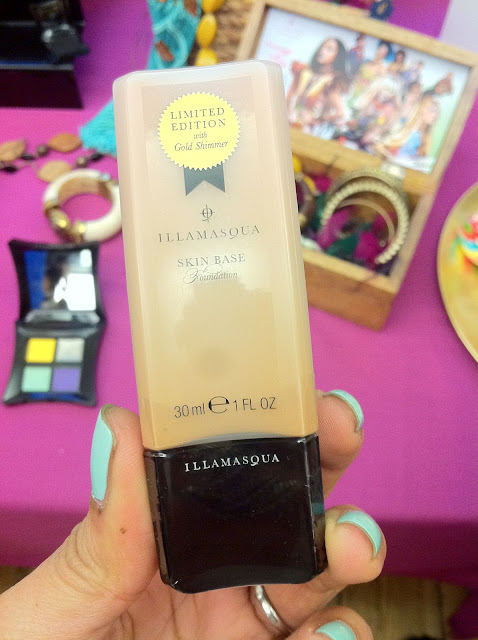 LIMITED
EDITION
with
Gold Shimmer
ILLAMASQUA
SKIN BASE
Foundation
30 ml ℮ 1 FL OZ
ILLAMASQUA